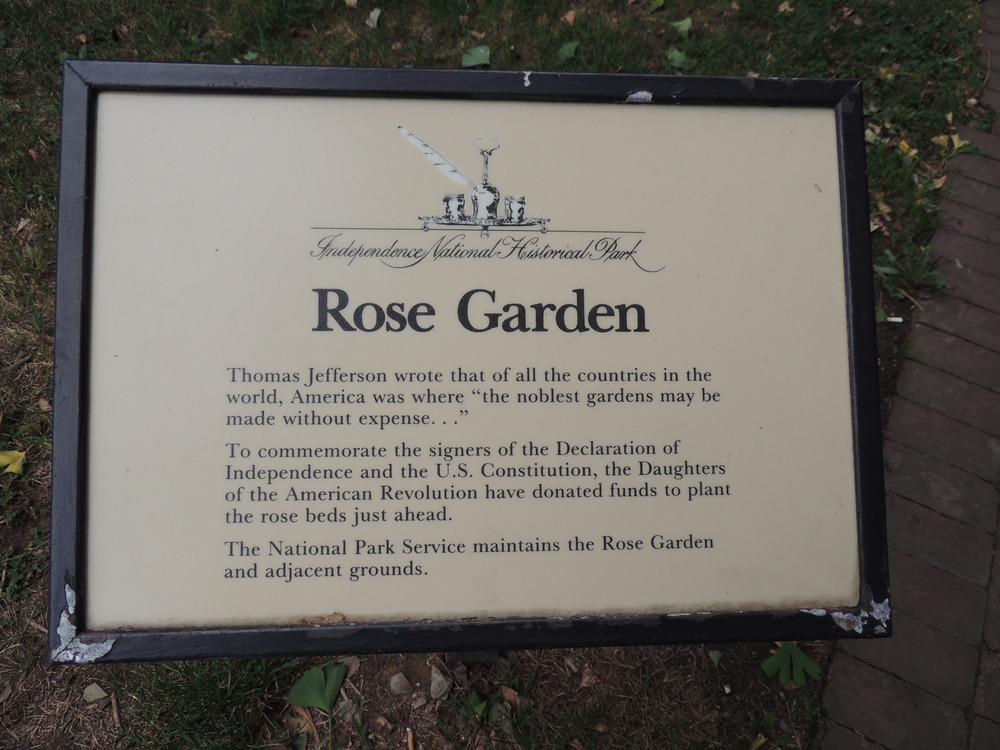 Independence National Historical Park
Rose Garden
Thomas Jefferson wrote that of all the countries in the
world, America was where “the noblest gardens may be
made without expense. . .”
To commemorate the signers of the Declaration of
Independence and the U.S. Constitution, the Daughters
of the American Revolution have donated funds to plant
the rose beds just ahead.
The National Park Service maintains the Rose Garden
and adjacent grounds.